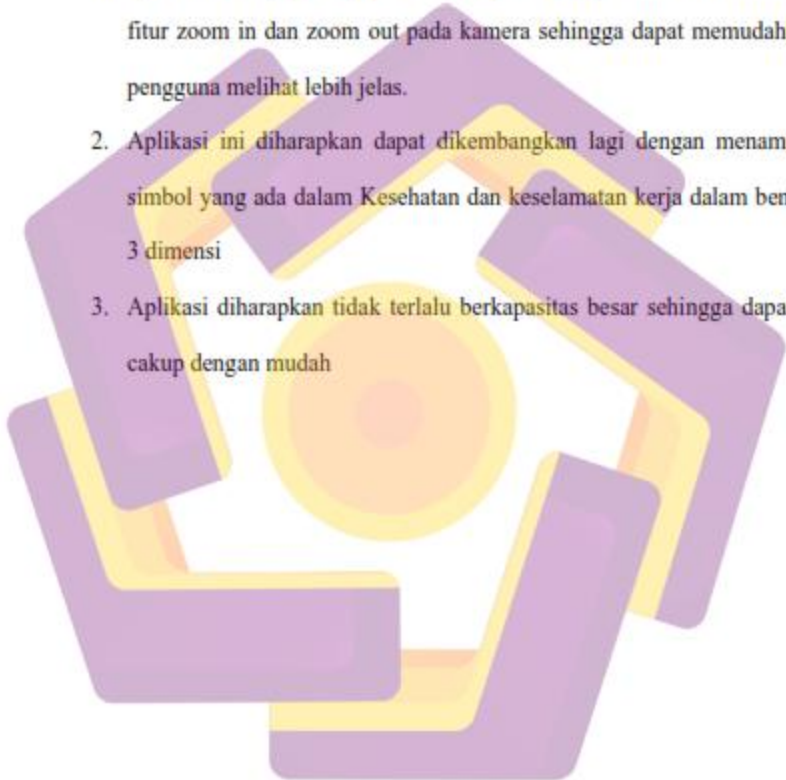 fitur zoom in dan zoom out pada kamera sehingga dapat memudah
pengguna melihat lebih jelas.
2. Aplikasi ini diharapkan dapat dikembangkan lagi dengan menam
simbol yang ada dalam Kesehatan dan keselamatan kerja dalam ben
3 dimensi
3. Aplikasi diharapkan tidak terlalu berkapasitas besar sehingga dapa
cakup dengan mudah